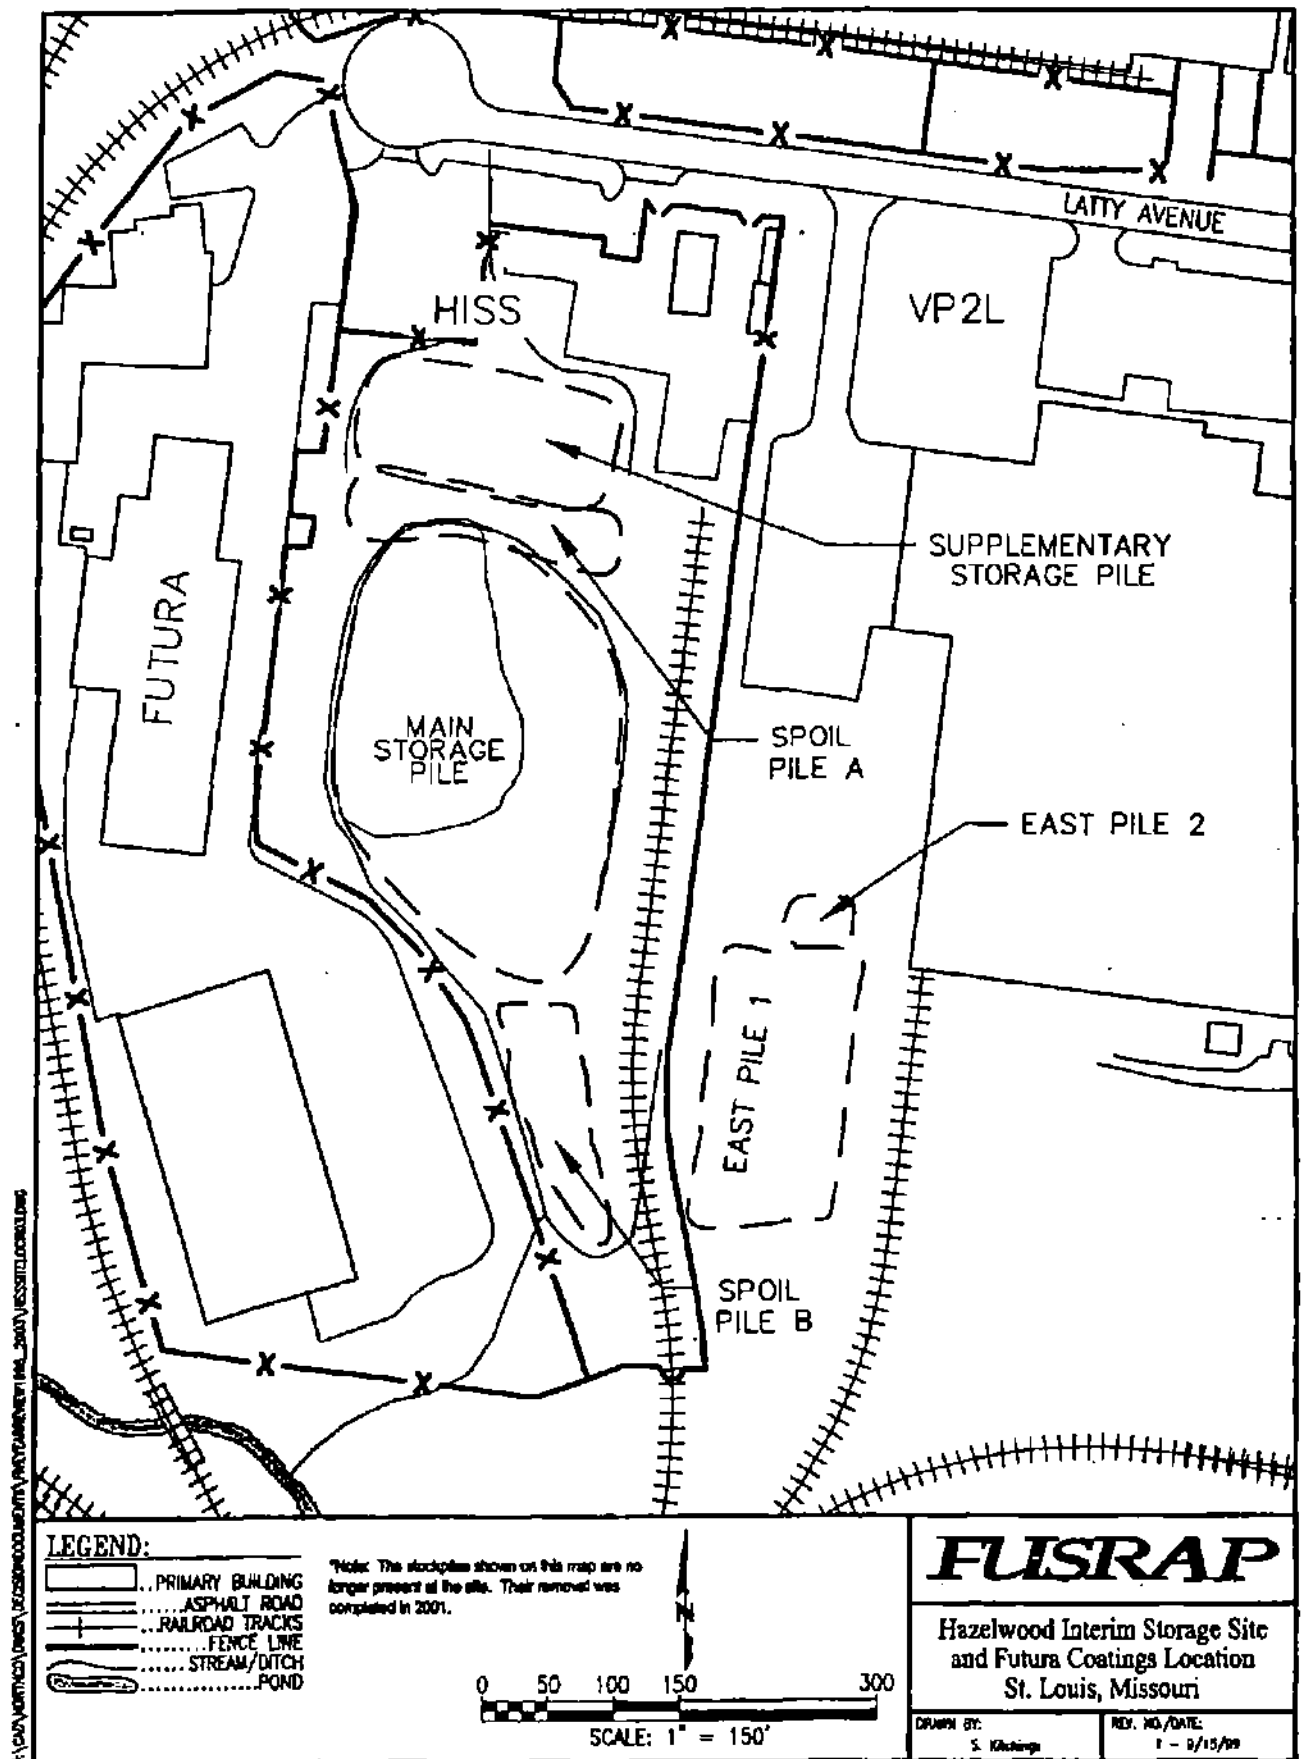 LATTY AVENUE
HISS
VP2L
SUPPLEMENTARY
STORAGE PILE
FUTURA
MAIN
STORAGE
PILE
SPOIL
PILE A
EAST PILE 2
EAST PILE 1
SPOIL
PILE B
LEGEND:
PRIMARY BUILDING
ASPHALT ROAD
RAILROAD TRACKS
FENCE LINE
STREAM/DITCH
POND
*Note: The stockpiles shown on this map are no
longer present at the site. Their removal was
completed in 2001.
N
0 50 100 150 300
SCALE: 1" = 150'
FUSRAP
Hazelwood Interim Storage Site
and Futura Coatings Location
St. Louis, Missouri
DRAWN BY:
S.
REV. NO./DATE:
1 - 9/15/99